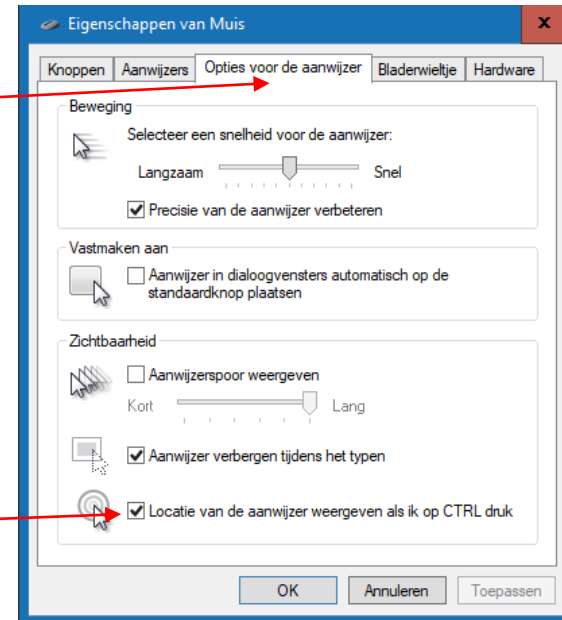 Eigenschappen van Muis
x
Knoppen Aanwijzers Opties voor de aanwijzer Bladerwieltje Hardware
Beweging
Selecteer een snelheid voor de aanwijzer:
Langzaam Snel
Precisie van de aanwijzer verbeteren
Vastmaken aan
Aanwijzer in dialoogvensters automatisch op de
standaardknop plaatsen
Zichtbaarheid
Aanwijzerspoor weergeven
Kort Lang
Aanwijzer verbergen tijdens het typen
Locatie van de aanwijzer weergeven als ik op CTRL druk
OK Annuleren Toepassen